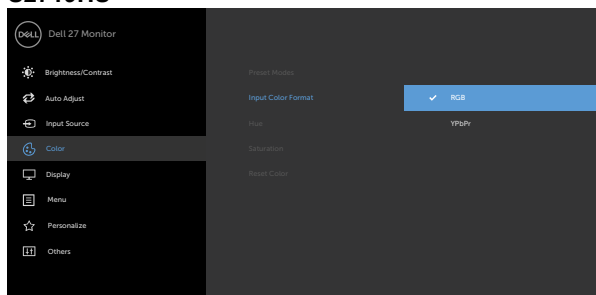 DELL Dell 27 Monitor
Brightness/Contrast
Auto Adjust
Input Source
Color
Display
Menu
Personalize
Others
Preset Modes
Input Color Format
Hue
Saturation
Reset Color
RGB
YPbPr